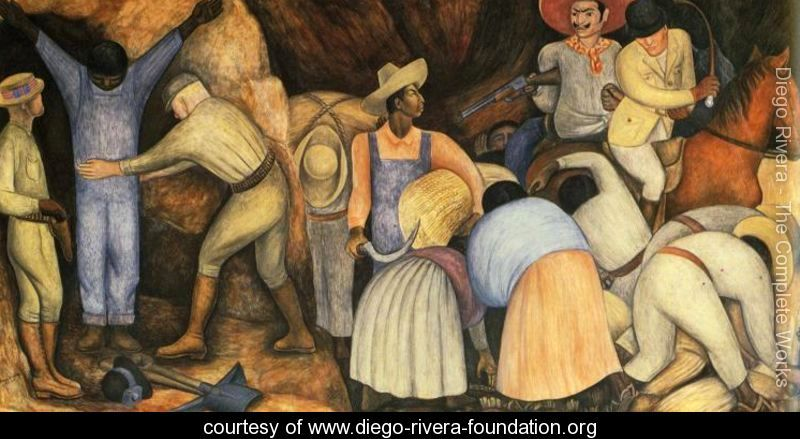 Diego Rivera - The Complete Works
courtesy of www.diego-rivera-foundation.org